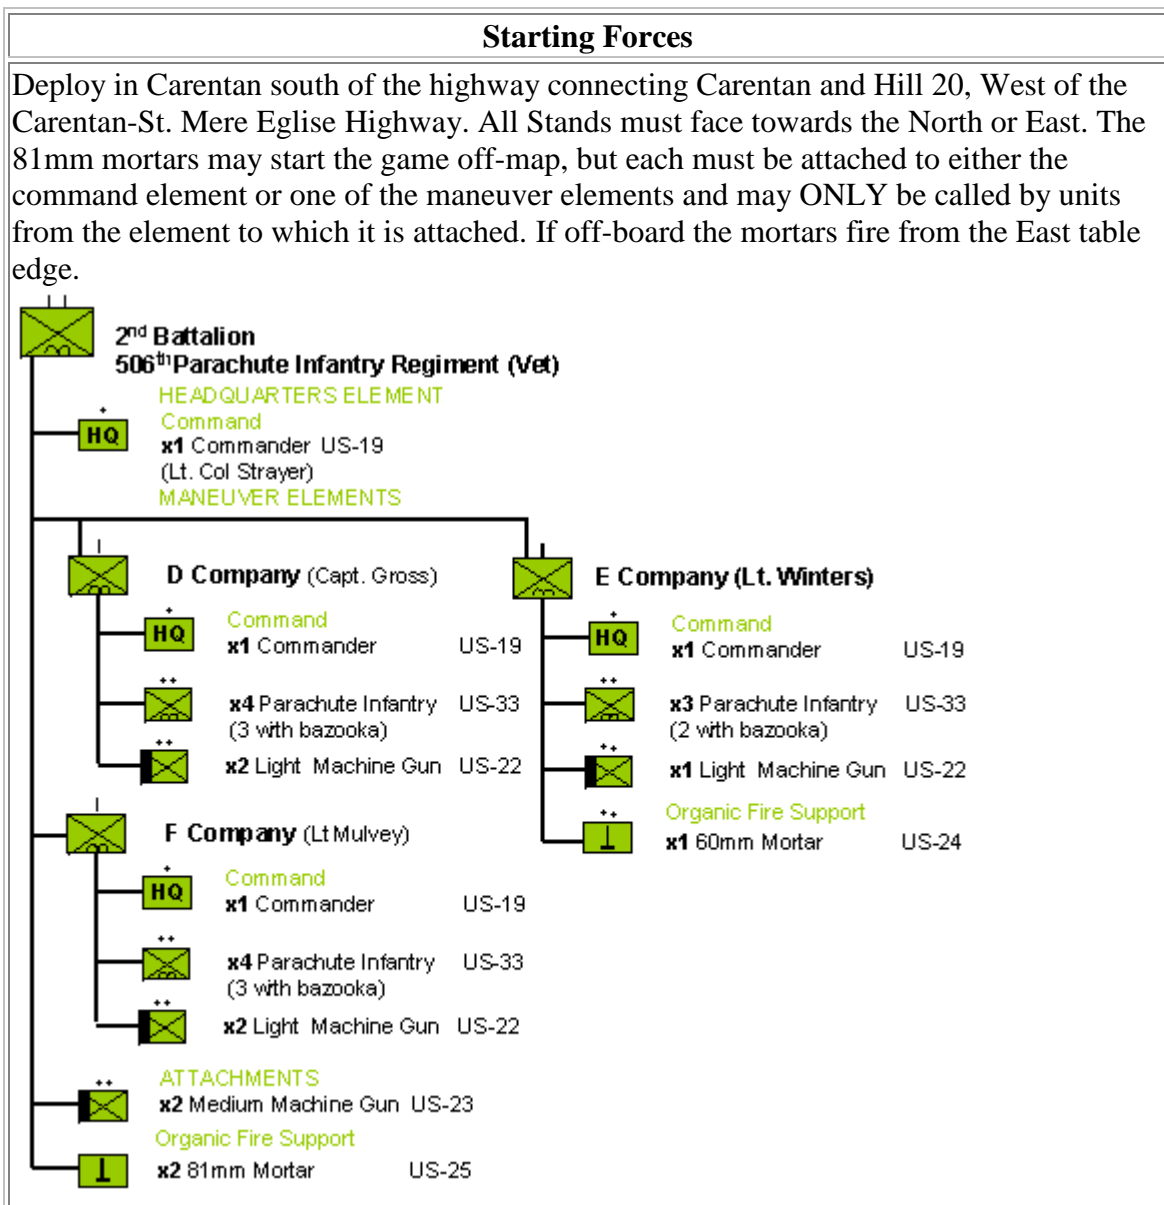 Starting Forces
Deploy in Carentan south of the highway connecting Carentan and Hill 20, West of the
Carentan-St. Mere Eglise Highway. All Stands must face towards the North or East. The
81mm mortars may start the game off-map, but each must be attached to either the
command element or one of the maneuver elements and may ONLY be called by units
from the element to which it is attached. If off-board the mortars fire from the East table
edge.
2nd Battalion
506th Parachute Infantry Regiment (Vet)
HEADQUARTERS ELEMENT
Command
HQ
x1 Commander US-19
(Lt. Col Strayer)
MANEUVER ELEMENTS
D Company (Capt. Gross)
Command
HQ
x1 Commander US-19
x4 Parachute Infantry US-33
(3 with bazooka)
x2 Light Machine Gun US-22
E Company (Lt. Winters)
Command
HQ
x1 Commander US-19
x3 Parachute Infantry US-33
(2 with bazooka)
x1 Light Machine Gun US-22
Organic Fire Support
x1 60mm Mortar US-24
F Company (Lt Mulvey)
Command
HQ
x1 Commander US-19
x4 Parachute Infantry US-33
(3 with bazooka)
x2 Light Machine Gun US-22
ATTACHMENTS
x2 Medium Machine Gun US-23
Organic Fire Support
x2 81mm Mortar US-25